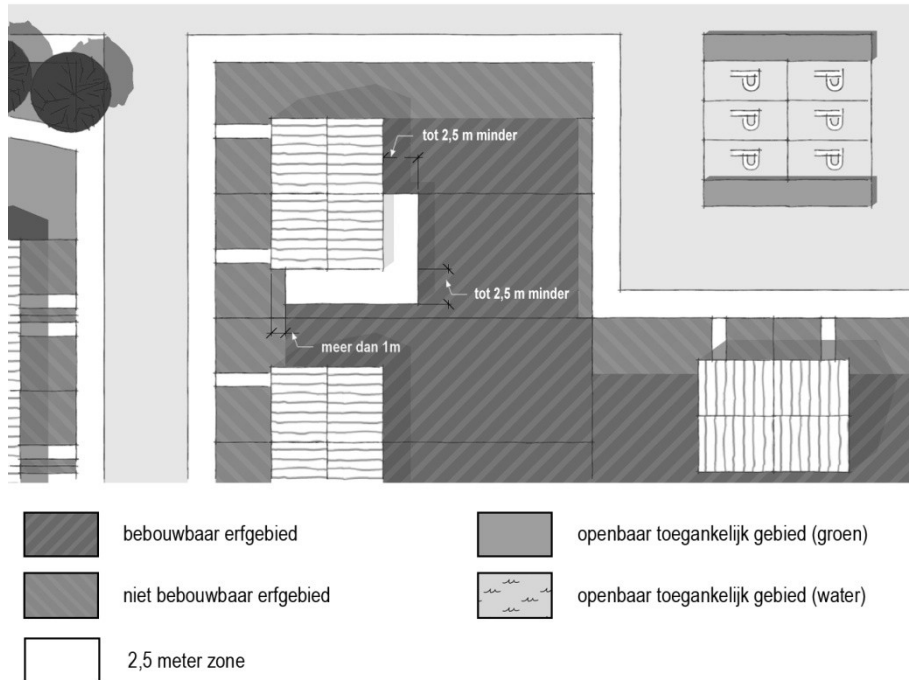 tot 2,5 m minder
P P
P P
P P
tot 2,5 m minder
meer dan 1m
bebouwbaar erfgebied
openbaar toegankelijk gebied (groen)
niet bebouwbaar erfgebied
openbaar toegankelijk gebied (water)
2,5 meter zone